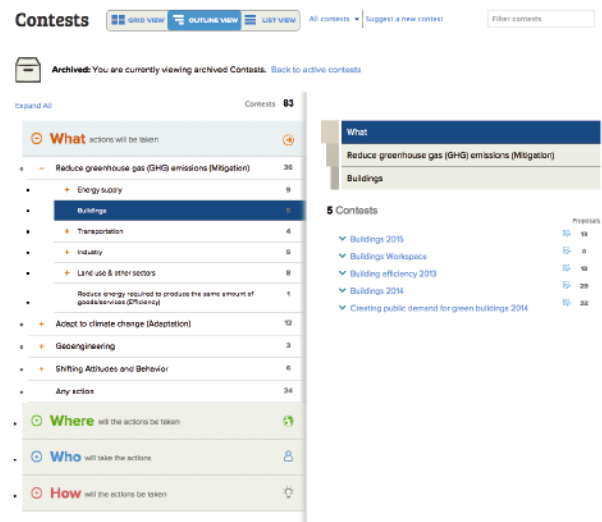 Contests
GRID VIEW OUTLINE VIEW LIST VIEW
All contests Suggest a new contest
Filter contests
Archived: You are currently viewing archived Contests. Back to active contests
Expand All
Contests 83
What actions will be taken
Reduce greenhouse gas (GHG) emissions (Mitigation) 36
Energy supply 9
Buildings 5
Transportation 4
Industry 5
Land use & other sectors 8
Reduce energy required to produce the same amount of
goods/services (Efficiency) 1
Adapt to climate change (Adaptation) 12
Geoengineering 3
Shifting Attitudes and Behavior 6
Any action 34
Where will the actions be taken
Who will take the actions
How will the actions be taken
What
Reduce greenhouse gas (GHG) emissions (Mitigation)
Buildings
5 Contests
Proposals
Buildings 2015 13
Buildings Workspace 0
Building efficiency 2013
Buildings 2014 29
Creating public demand for green buildings 2014